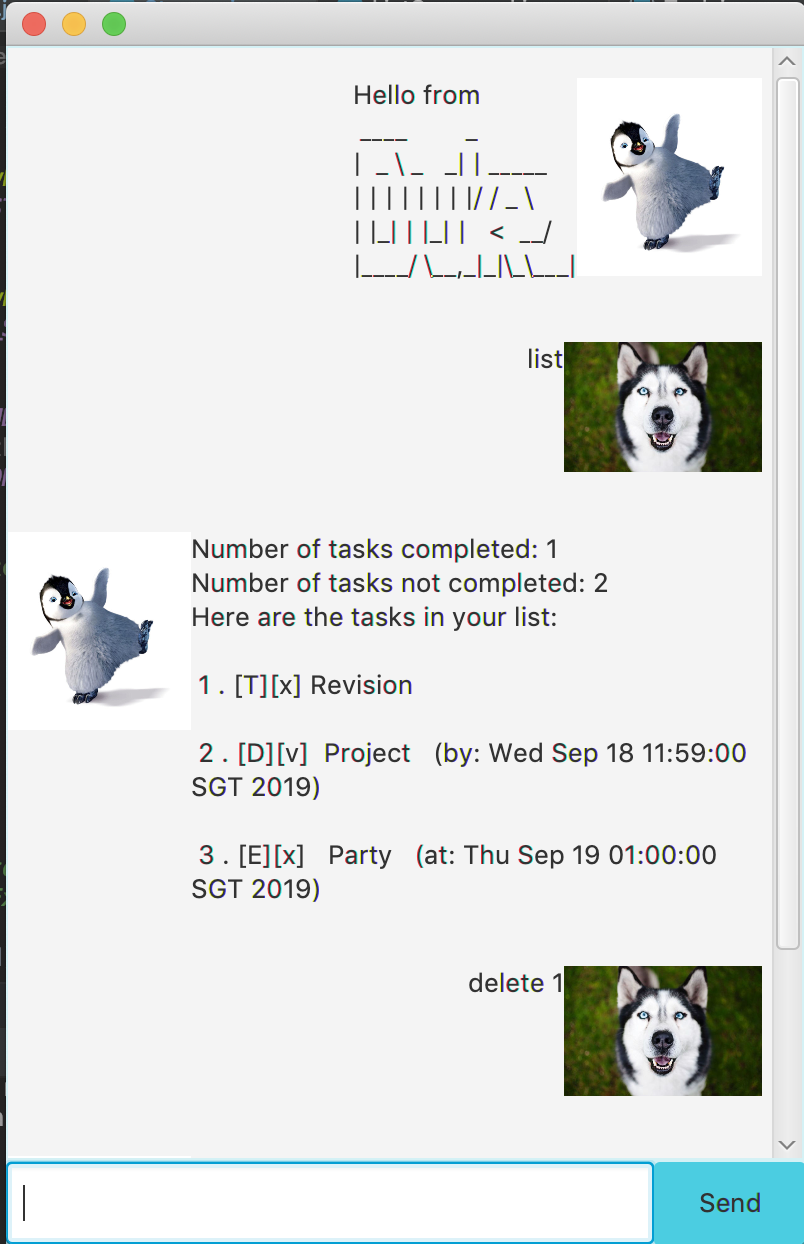 Hello from
 ____        _
|  _ \ _   _| | _____
| | | | | | | |/ / _ \
| |_| | |_| |   <  __/
|____/ \__,_|_|\_\___|
list
Number of tasks completed: 1
Number of tasks not completed: 2
Here are the tasks in your list:
1 . [T][x] Revision
2 . [D][v]  Project   (by: Wed Sep 18 11:59:00
SGT 2019)
3 . [E][x]   Party   (at: Thu Sep 19 01:00:00
SGT 2019)
delete 1
Send